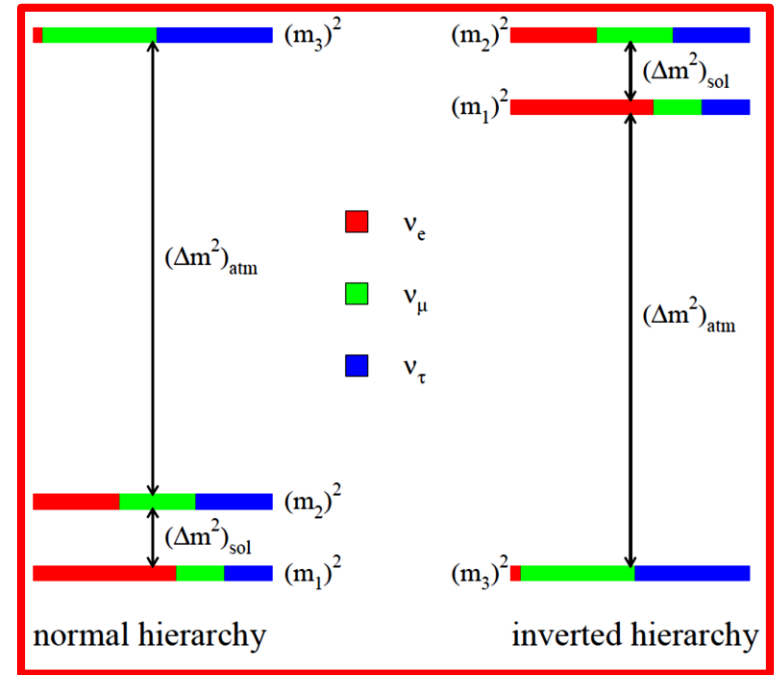 (m₃)²
(Δm²)atm
(m₂)²
(Δm²)sol
(m₁)²
normal hierarchy
νe
νμ
ντ
(m₂)²
(Δm²)sol
(m₁)²
(Δm²)atm
(m₃)²
inverted hierarchy